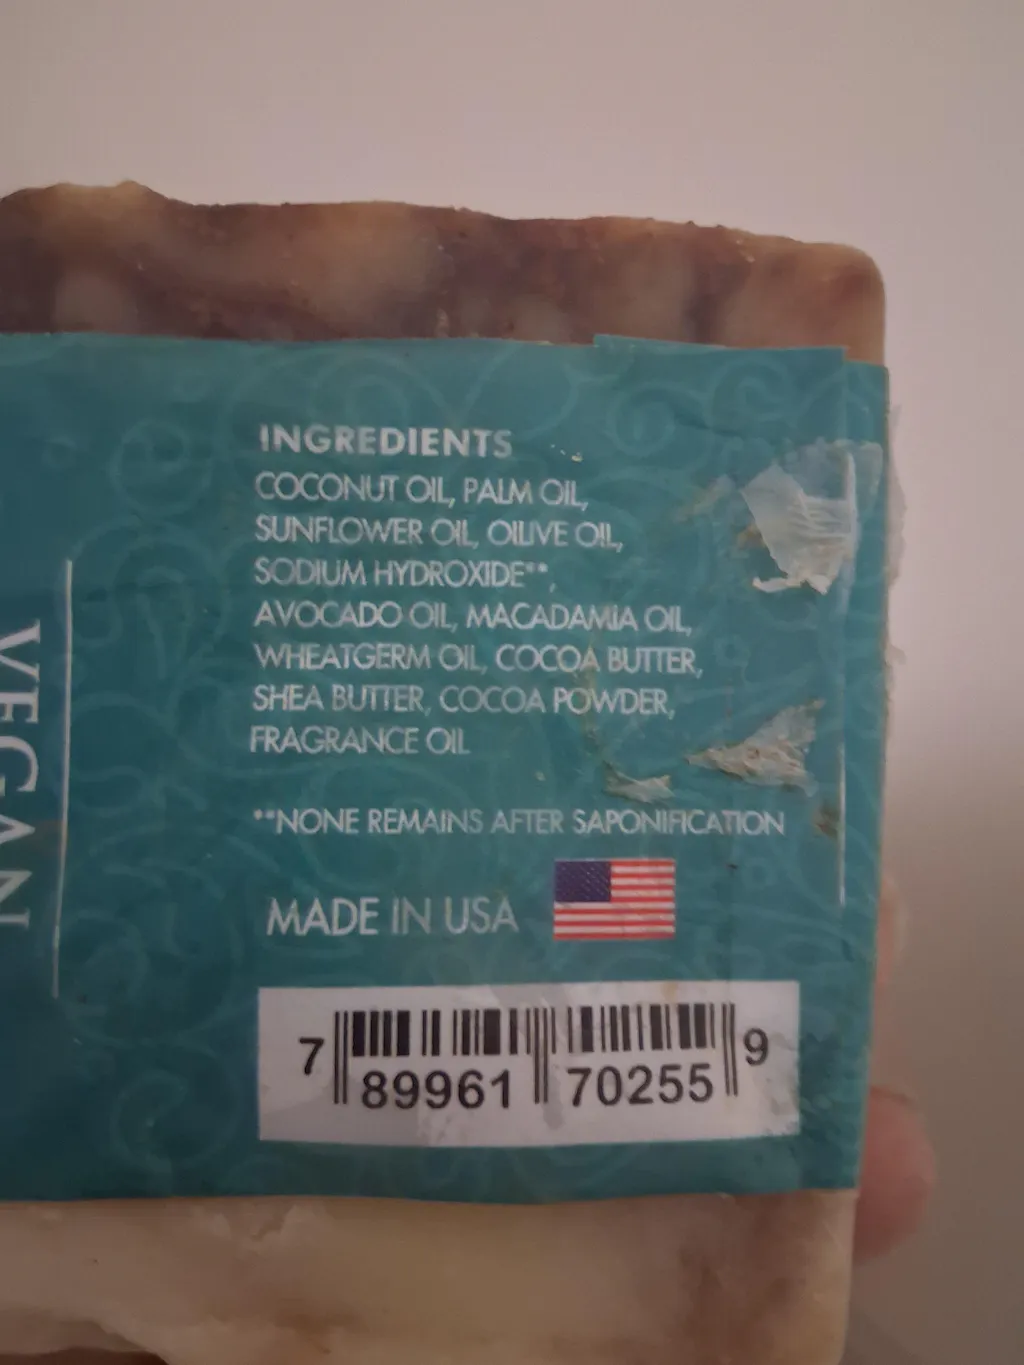 INGREDIENTS
COCONUT OIL, PALM OIL,
SUNFLOWER OIL, OILIVE OIL,
SODIUM HYDROXIDE**,
AVOCADO OIL, MACADAMIA OIL,
WHEATGERM OIL, COCOA BUTTER,
SHEA BUTTER, COCOA POWDER,
FRAGRANCE OIL
**NONE REMAINS AFTER SAPONIFICATION
MADE IN USA
7 89961 70255 9
VEGAN